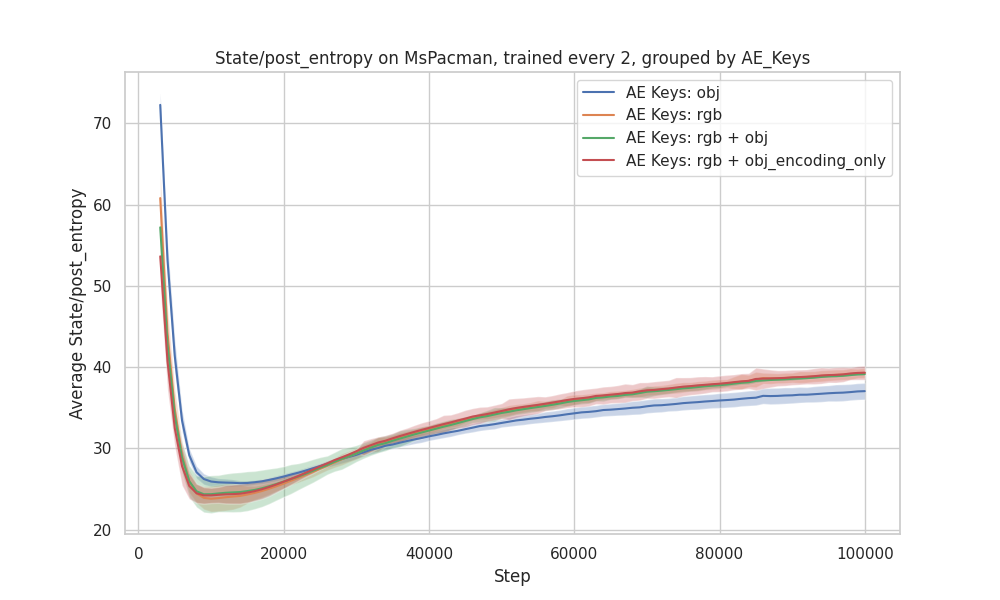 State/post_entropy on MsPacman, trained every 2, grouped by AE_Keys
AE Keys: obj
AE Keys: rgb
AE Keys: rgb + obj
AE Keys: rgb + obj_encoding_only
Average State/post_entropy
70
60
50
40
30
20
0
20000
40000
60000
80000
100000
Step